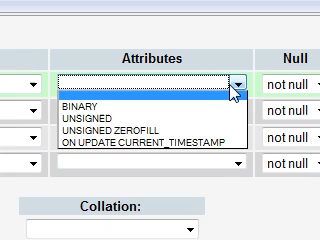 Attributes Null
not null
BINARY not null
UNSIGNED
UNSIGNED ZEROFILL not null
ON UPDATE CURRENT_TIMESTAMP
not null
Collation: